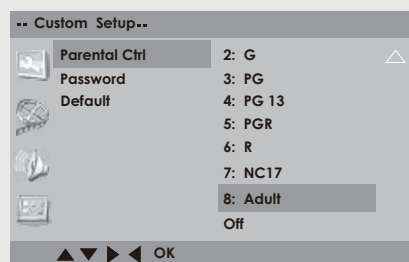 -- Custom Setup--
Parental Ctrl
Password
Default
2: G
3: PG
4: PG 13
5: PGR
6: R
7: NC17
8: Adult
Off
OK